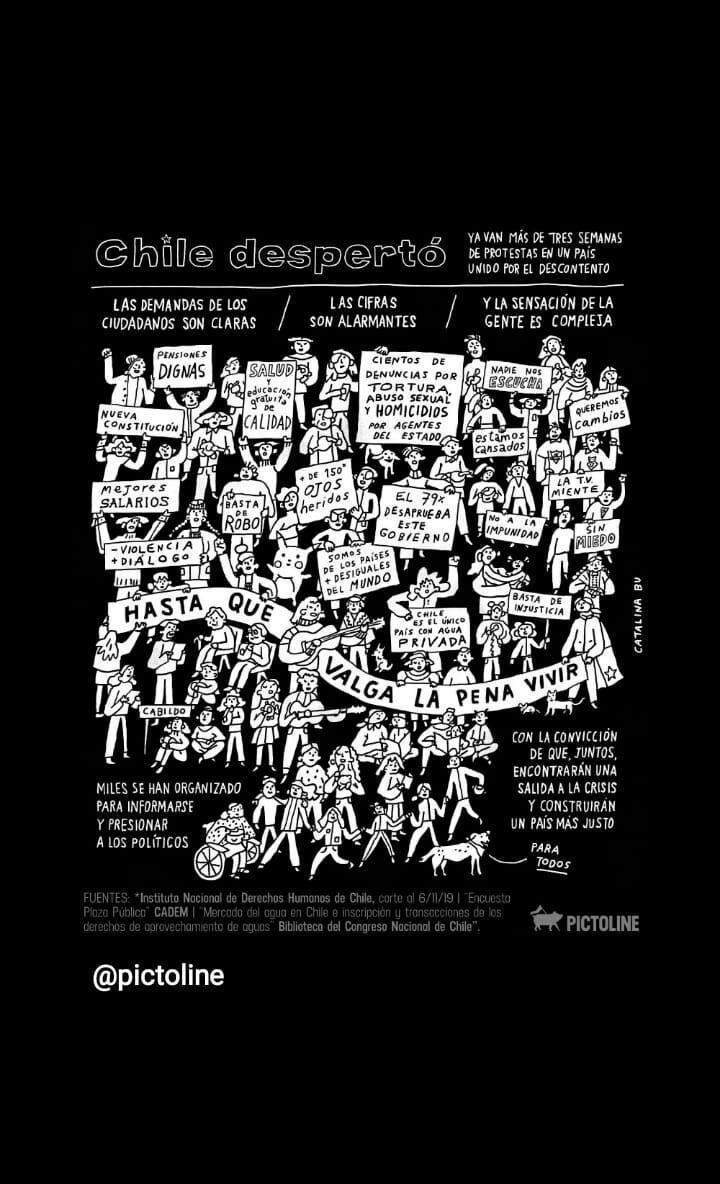 Chile despertó
YA VAN MÁS DE TRES SEMANAS
DE PROTESTAS EN UN PAÍS
UNIDO POR EL DESCONTENTO
LAS DEMANDAS DE LOS
CIUDADANOS SON CLARAS
/
LAS CIFRAS
SON ALARMANTES
/
Y LA SENSACIÓN DE LA
GENTE ES COMPLEJA
PENSIONES
DIGNAS
SALUD
Y
educación
gratuita
DE
CALIDAD
CIENTOS DE
DENUNCIAS POR
TORTURA,
ABUSO SEXUAL
Y HOMICIDIOS
POR AGENTES
DEL ESTADO*
NADIE NOS
ESCUCHA
QUEREMOS
cambios
NUEVA
CONSTITUCIÓN
estamos
cansados
Mejores
SALARIOS
BASTA
DE
ROBO
+ DE 150*
OJOS
heridos
EL 79%
DESAPRUEBA
ESTE
GOBIERNO
LA T.V.
MIENTE
NO A LA
IMPUNIDAD
SIN
MIEDO
- VIOLENCIA
+ DIÁLOGO
SOMOS
DE LOS PAÍSES
+ DESIGUALES
DEL MUNDO
CHILE
ES EL ÚNICO
PAÍS CON AGUA
PRIVADA
BASTA DE
INJUSTICIA
CATALINA BU
HASTA QUE
VALGA LA PENA VIVIR
CABILDO
MILES SE HAN ORGANIZADO
PARA INFORMARSE
Y PRESIONAR
A LOS POLÍTICOS
CON LA CONVICCIÓN
DE QUE, JUNTOS,
ENCONTRARÁN UNA
SALIDA A LA CRISIS
Y CONSTRUIRÁN
UN PAÍS MÁS JUSTO
PARA
TODOS
FUENTES: *Instituto Nacional de Derechos Humanos de Chile, corte al 6/11/19 | "Encuesta
Plaza Pública" CADEM | "Mercado del agua en Chile e inscripción y transacciones de los
derechos de aprovechamiento de aguas" Biblioteca del Congreso Nacional de Chile".
PICTOLINE
@pictoline